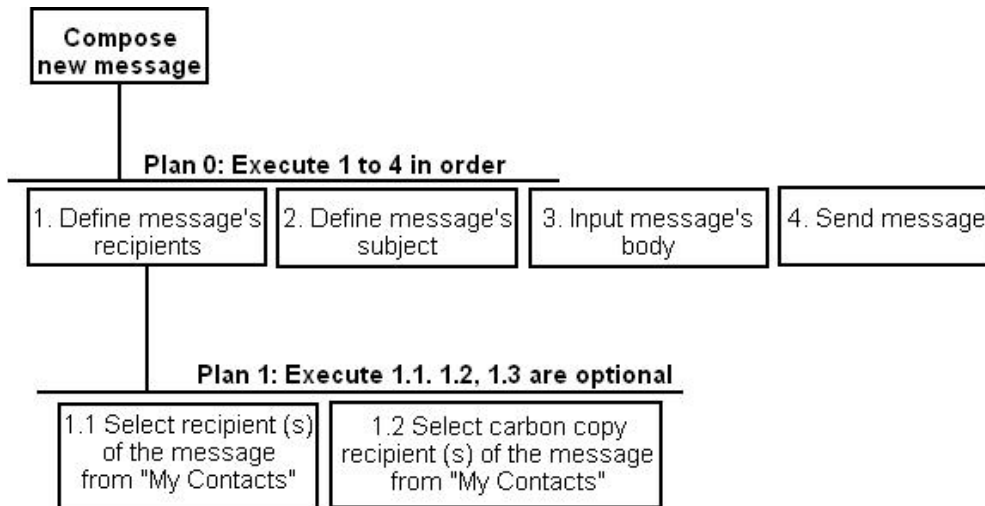 Compose
new message
Plan 0: Execute 1 to 4 in order
1. Define message's
recipients
2. Define message's
subject
3. Input message's
body
4. Send message
Plan 1: Execute 1.1. 1.2, 1.3 are optional
1.1 Select recipient (s)
of the message
from "My Contacts"
1.2 Select carbon copy
recipient (s) of the message
from "My Contacts"